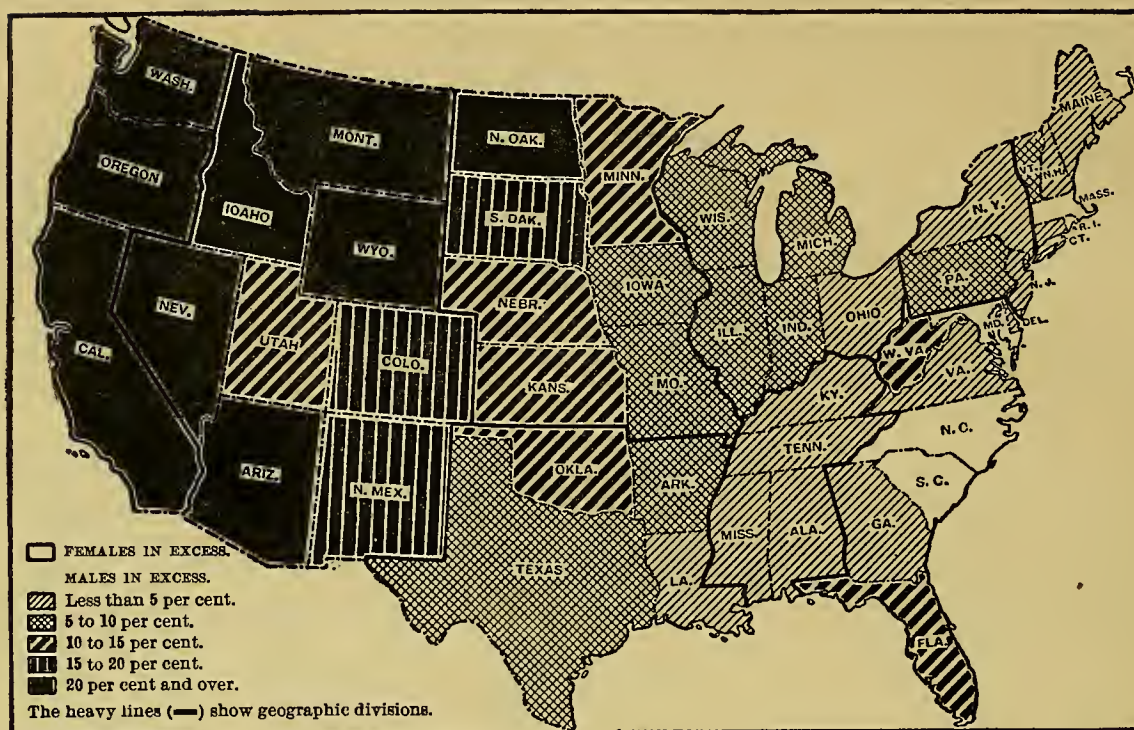 WASH.
MONT.
N. OAK.
MINN.
MAINE
OREGON
IOAHO
S. DAK.
WIS.
MICH.
VT.
N.H.
MASS.
N. Y.
R. I.
CT.
WYO.
NEBR.
IOWA
PA.
N. J.
NEV.
UTAH
COLO.
ILL.
IND.
OHIO
MD.
DEL.
CAL.
KANS.
MO.
W. VA.
VA.
KY.
ARIZ.
N. MEX.
OKLA.
ARK.
TENN.
N. C.
S. C.
TEXAS
LA.
MISS.
ALA.
GA.
FLA.
FEMALES IN EXCESS.
MALES IN EXCESS.
Less than 5 per cent.
5 to 10 per cent.
10 to 15 per cent.
15 to 20 per cent.
20 per cent and over.
The heavy lines (—) show geographic divisions.